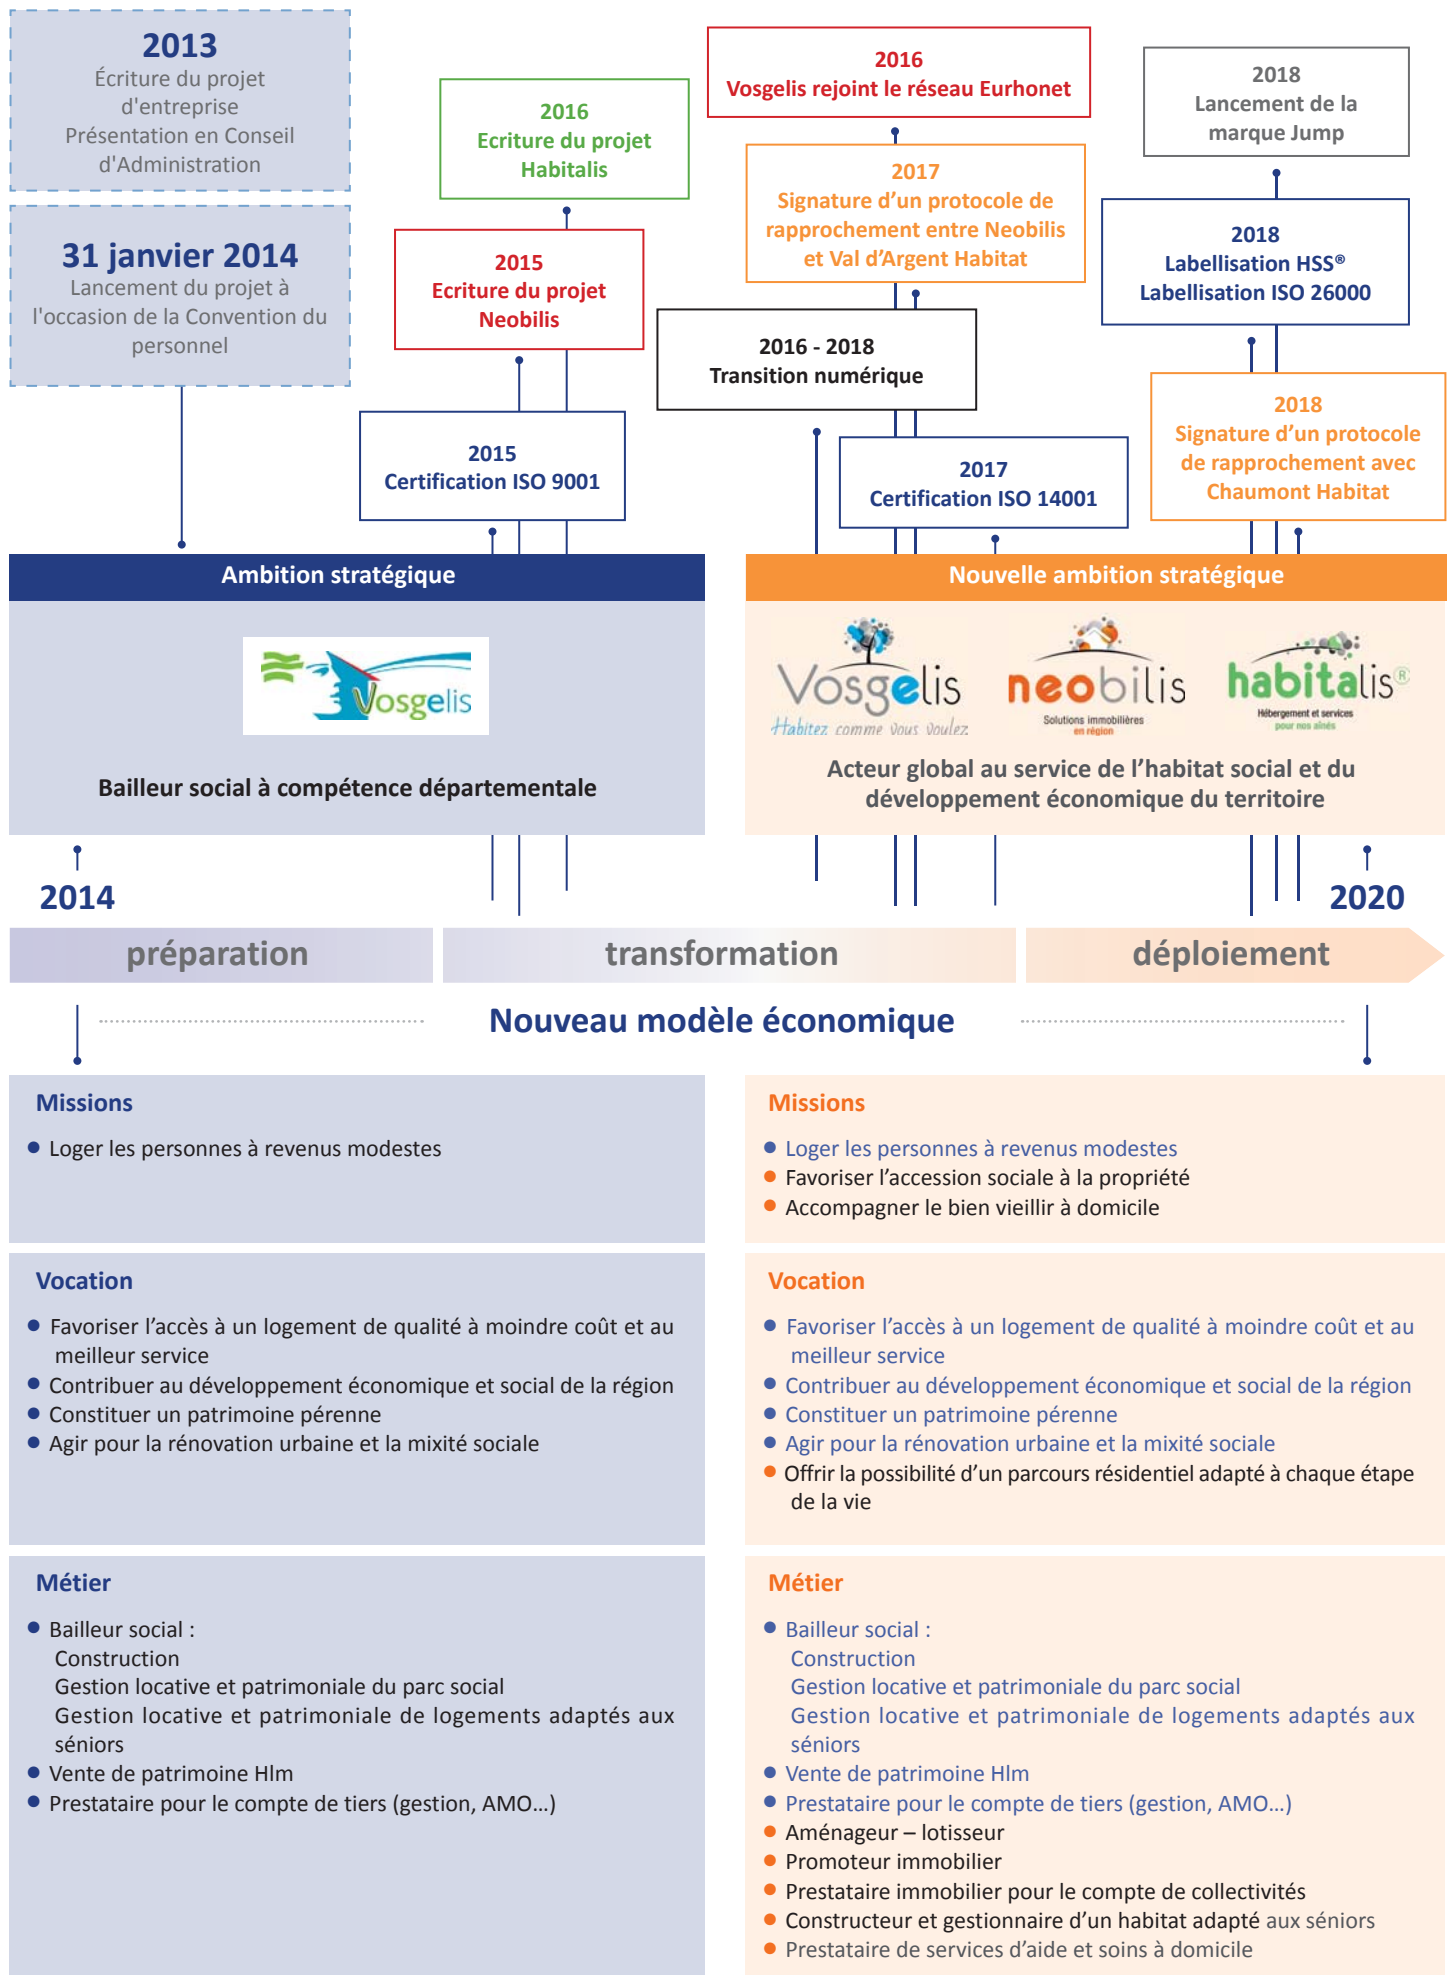 2013
Écriture du projet
d'entreprise
Présentation en Conseil
d'Administration
31 janvier 2014
Lancement du projet à
l'occasion de la Convention du
personnel
2016
Ecriture du projet
Habitalis
2015
Ecriture du projet
Neobilis
2015
Certification ISO 9001
2016
Vosgelis rejoint le réseau Eurhonet
2017
Signature d’un protocole de
rapprochement entre Neobilis
et Val d’Argent Habitat
2016 - 2018
Transition numérique
2017
Certification ISO 14001
2018
Lancement de la
marque Jump
2018
Labellisation HSS®
Labellisation ISO 26000
2018
Signature d’un protocole
de rapprochement avec
Chaumont Habitat
Ambition stratégique
Vosgelis
Bailleur social à compétence départementale
Nouvelle ambition stratégique
Vosgelis
Habitez comme vous voulez
neobilis
Solutions immobilières
en région
habitalis®
Hébergement et services
pour nos aînés
Acteur global au service de l’habitat social et du
développement économique du territoire
2014
2020
préparation
transformation
déploiement
Nouveau modèle économique
Missions
• Loger les personnes à revenus modestes
Vocation
• Favoriser l’accès à un logement de qualité à moindre coût et au
meilleur service
• Contribuer au développement économique et social de la région
• Constituer un patrimoine pérenne
• Agir pour la rénovation urbaine et la mixité sociale
Métier
• Bailleur social :
Construction
Gestion locative et patrimoniale du parc social
Gestion locative et patrimoniale de logements adaptés aux
séniors
• Vente de patrimoine Hlm
• Prestataire pour le compte de tiers (gestion, AMO…)
Missions
• Loger les personnes à revenus modestes
• Favoriser l’accession sociale à la propriété
• Accompagner le bien vieillir à domicile
Vocation
• Favoriser l’accès à un logement de qualité à moindre coût et au
meilleur service
• Contribuer au développement économique et social de la région
• Constituer un patrimoine pérenne
• Agir pour la rénovation urbaine et la mixité sociale
• Offrir la possibilité d’un parcours résidentiel adapté à chaque étape
de la vie
Métier
• Bailleur social :
Construction
Gestion locative et patrimoniale du parc social
Gestion locative et patrimoniale de logements adaptés aux
séniors
• Vente de patrimoine Hlm
• Prestataire pour le compte de tiers (gestion, AMO…)
• Aménageur – lotisseur
• Promoteur immobilier
• Prestataire immobilier pour le compte de collectivités
• Constructeur et gestionnaire d’un habitat adapté aux séniors
• Prestataire de services d’aide et soins à domicile